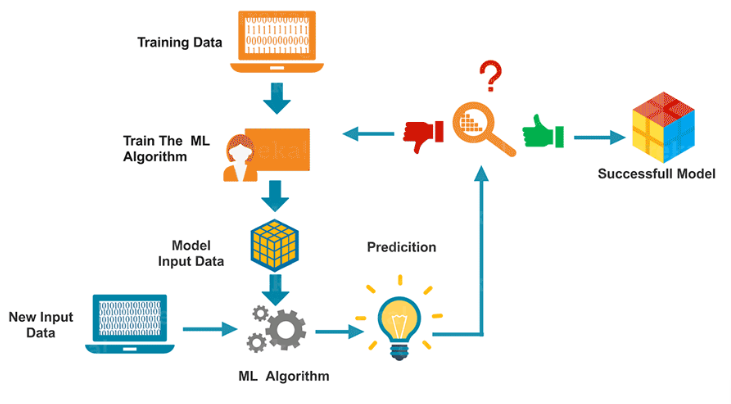 Training Data
Train The ML
Algorithm
Model
Input Data
New Input
Data
ML Algorithm
Predicition
?
Successfull Model